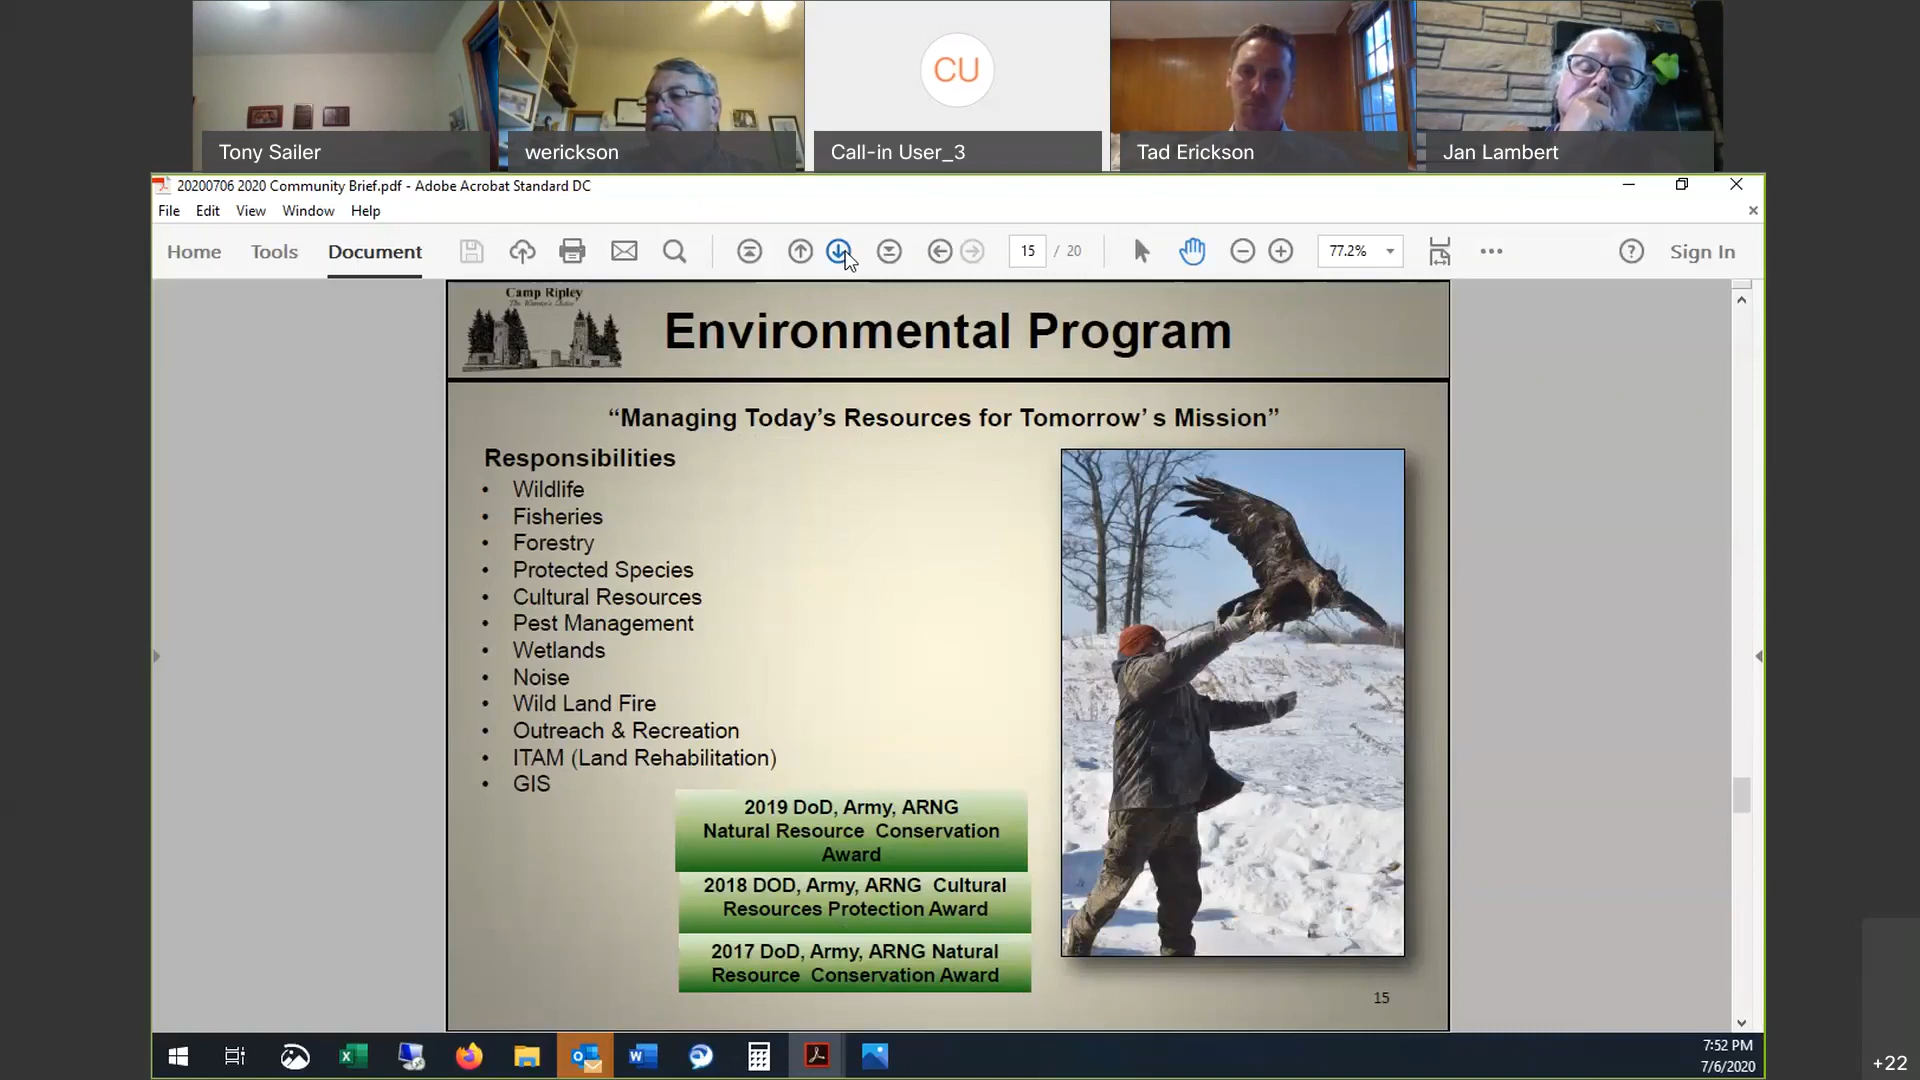 CU
Tony Sailer
werickson
Call-in User_3
Tad Erickson
Jan Lambert
20200706 2020 Community Brief.pdf - Adobe Acrobat Standard DC
File Edit View Window Help
Home Tools Document 15 / 20 77.2% Sign In
Camp Ripley
The Warrior's Choice
Environmental Program
“Managing Today’s Resources for Tomorrow’ s Mission”
Responsibilities
• Wildlife
• Fisheries
• Forestry
• Protected Species
• Cultural Resources
• Pest Management
• Wetlands
• Noise
• Wild Land Fire
• Outreach & Recreation
• ITAM (Land Rehabilitation)
• GIS
2019 DoD, Army, ARNG
Natural Resource Conservation
Award
2018 DOD, Army, ARNG Cultural
Resources Protection Award
2017 DoD, Army, ARNG Natural
Resource Conservation Award
15
7:52 PM
7/6/2020
+22